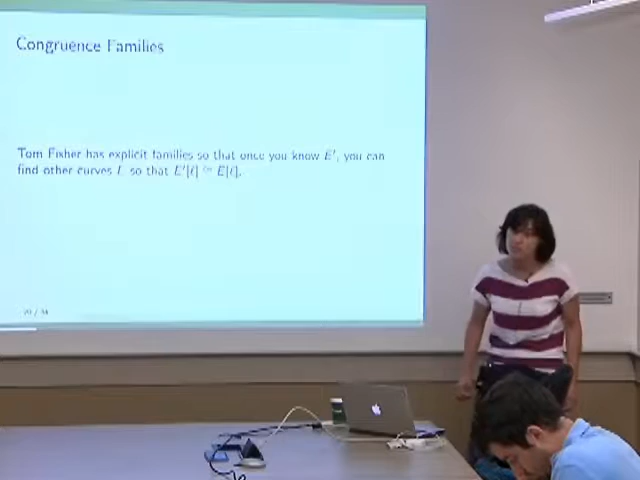 Congruence Families
Tom Fisher has explicit families so that once you know E′, you can
find other curves E so that E′[ℓ] ≅ E[ℓ].